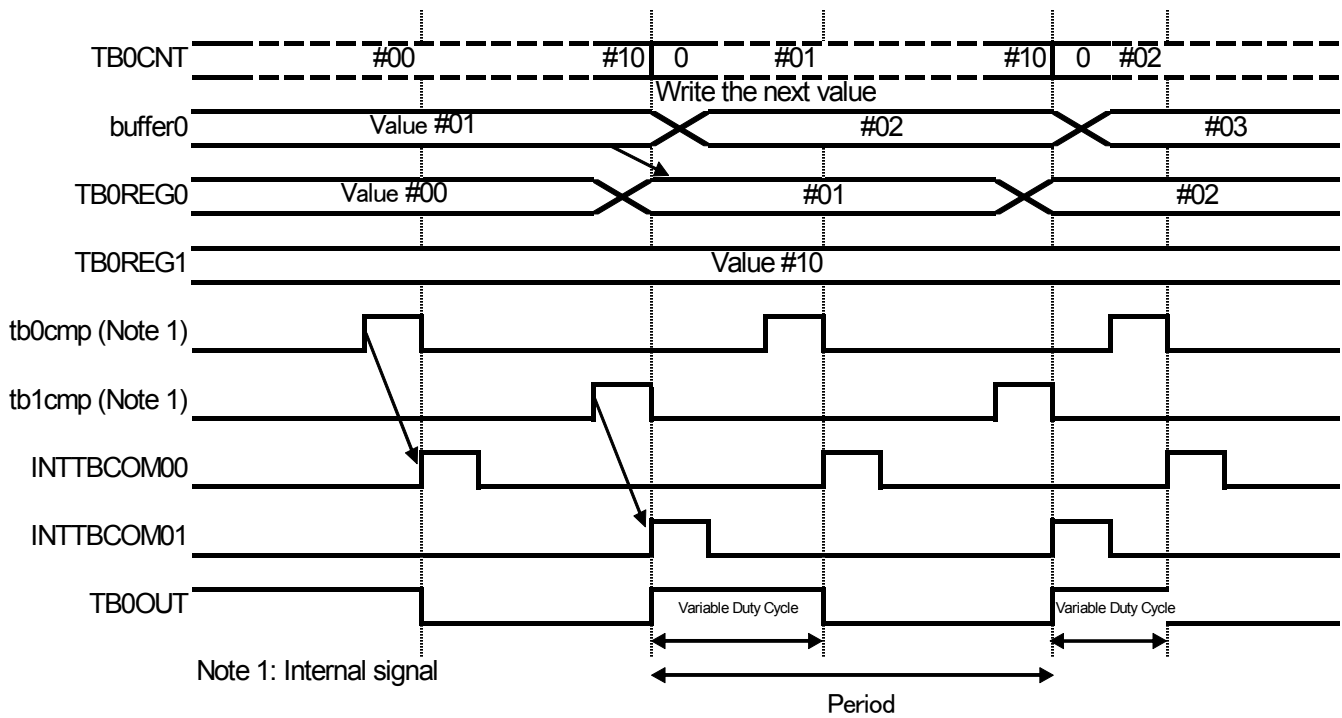 TB0CNT #00 #10 0 #01 #10 0 #02
Write the next value
buffer0 Value #01 #02 #03
TB0REG0 Value #00 #01 #02
TB0REG1 Value #10
tb0cmp (Note 1)
tb1cmp (Note 1)
INTTBCOM00
INTTBCOM01
TB0OUT Variable Duty Cycle Variable Duty Cycle
Note 1: Internal signal
Period